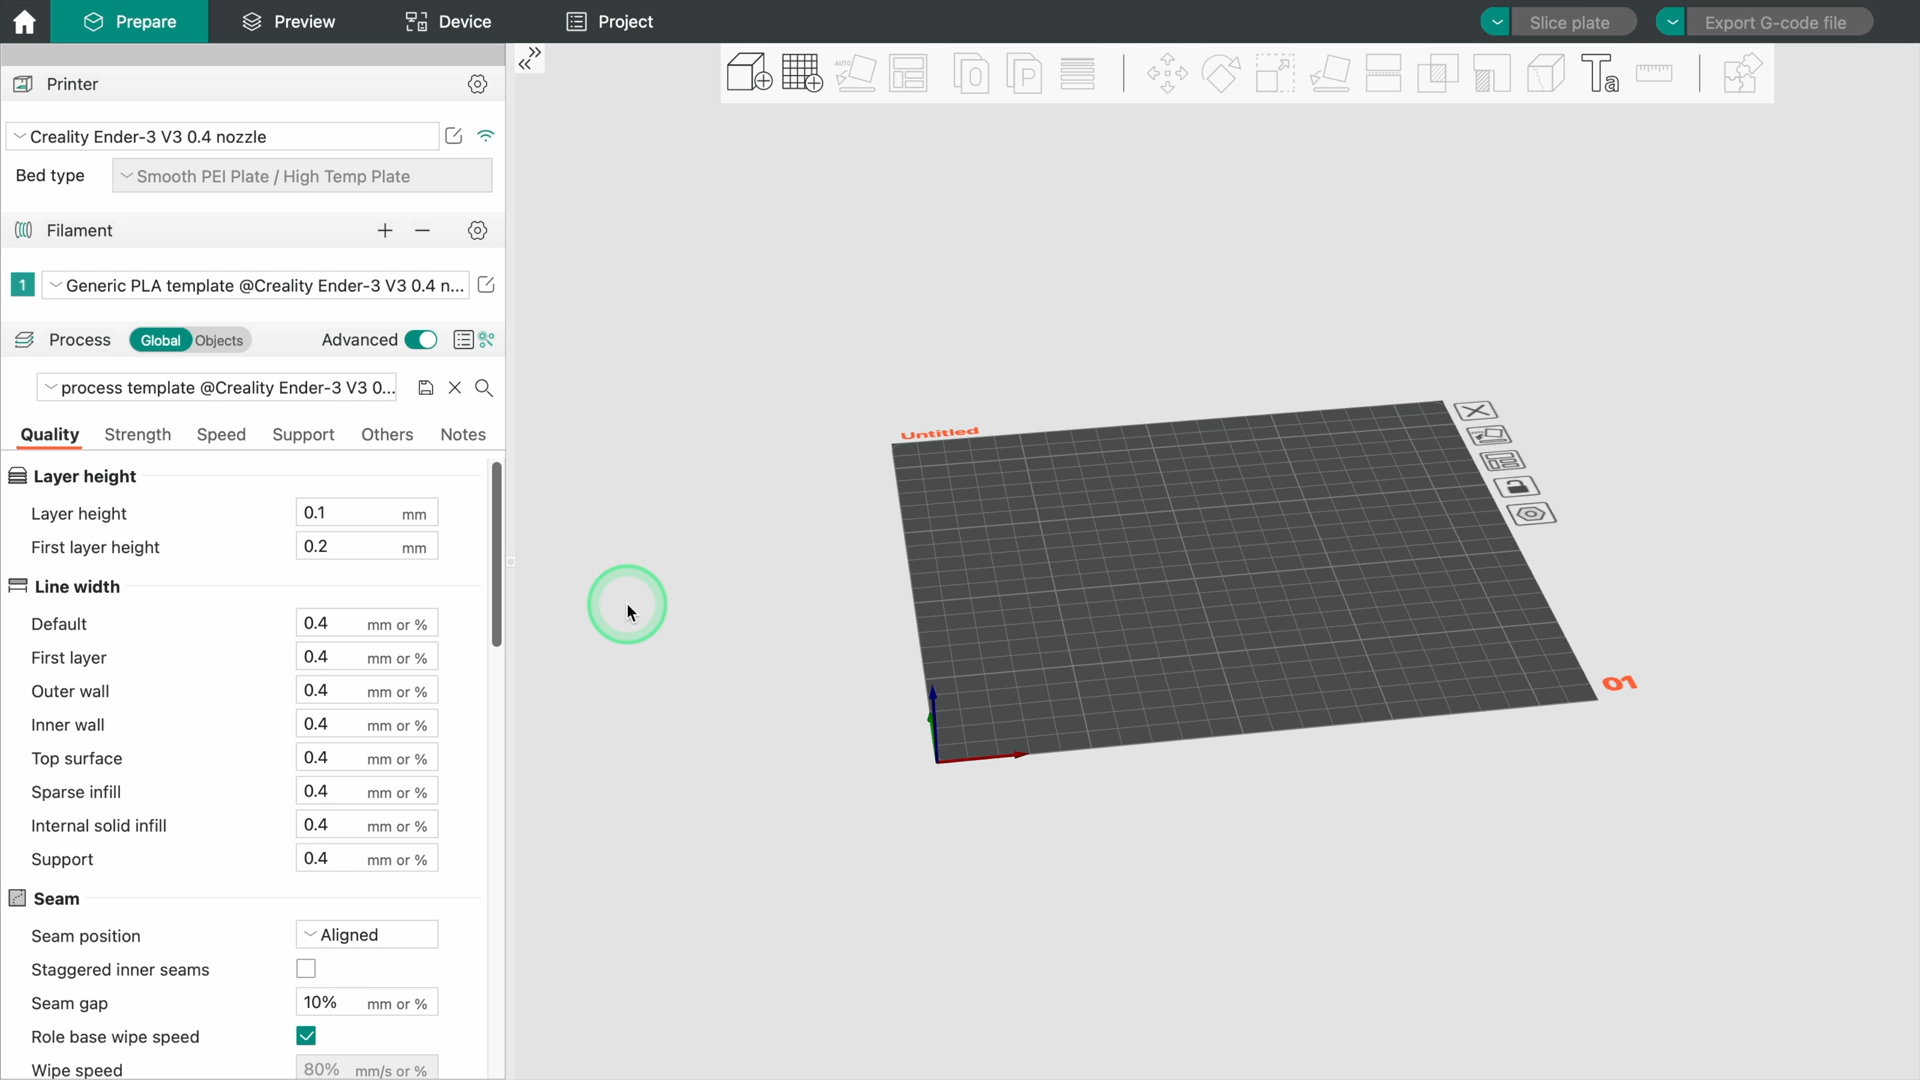 Prepare Preview Device Project Slice plate Export G-code file
Printer
Creality Ender-3 V3 0.4 nozzle
Bed type Smooth PEI Plate / High Temp Plate
Filament
1 Generic PLA template @Creality Ender-3 V3 0.4 n...
Process Global Objects Advanced
process template @Creality Ender-3 V3 0...
Quality Strength Speed Support Others Notes
Layer height
Layer height 0.1 mm
First layer height 0.2 mm
Line width
Default 0.4 mm or %
First layer 0.4 mm or %
Outer wall 0.4 mm or %
Inner wall 0.4 mm or %
Top surface 0.4 mm or %
Sparse infill 0.4 mm or %
Internal solid infill 0.4 mm or %
Support 0.4 mm or %
Seam
Seam position Aligned
Staggered inner seams
Seam gap 10% mm or %
Role base wipe speed
Wipe speed 80% mm/s or %
AUTO
P
Ta
Untitled
01